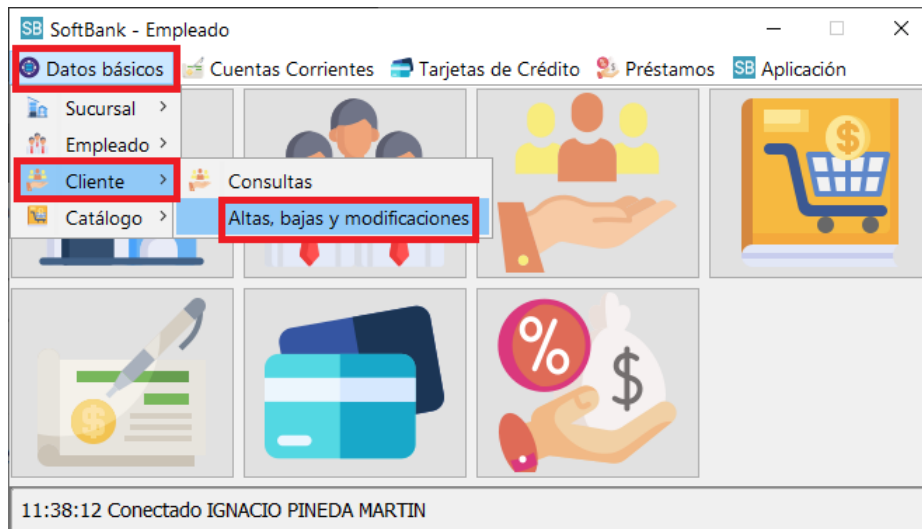 SB SoftBank - Empleado
Datos básicos Cuentas Corrientes Tarjetas de Crédito Préstamos SB Aplicación
Sucursal
Empleado
Cliente
Consultas
Catálogo
Altas, bajas y modificaciones
$
$
% $
11:38:12 Conectado IGNACIO PINEDA MARTIN